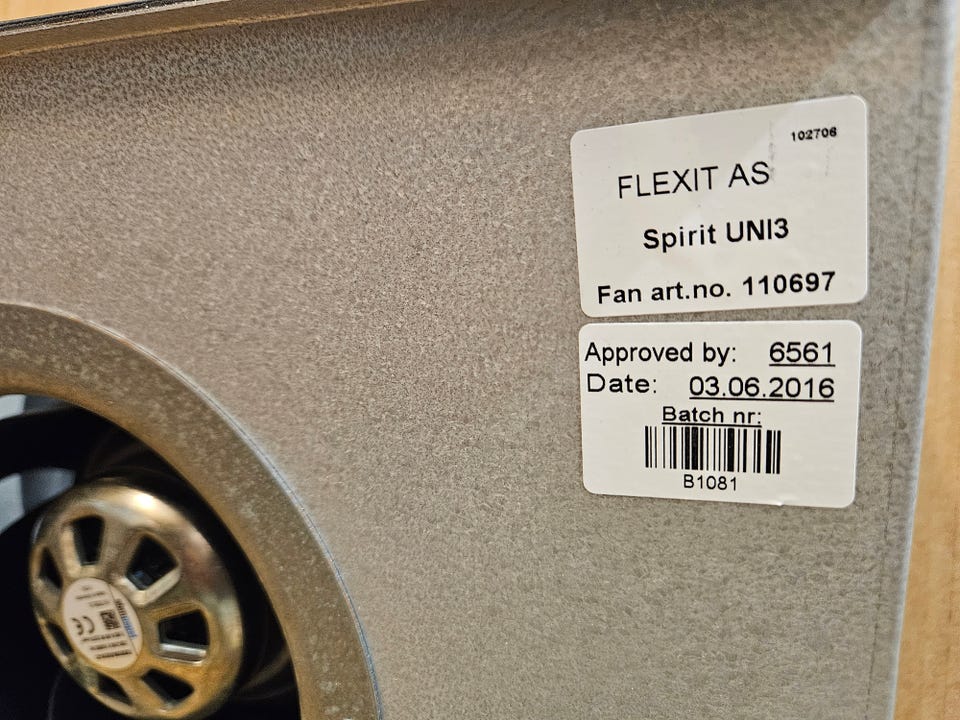 102706
FLEXIT AS
Spirit UNI3
Fan art.no. 110697
Approved by: 6561
Date: 03.06.2016
Batch nr:
B1081
CE